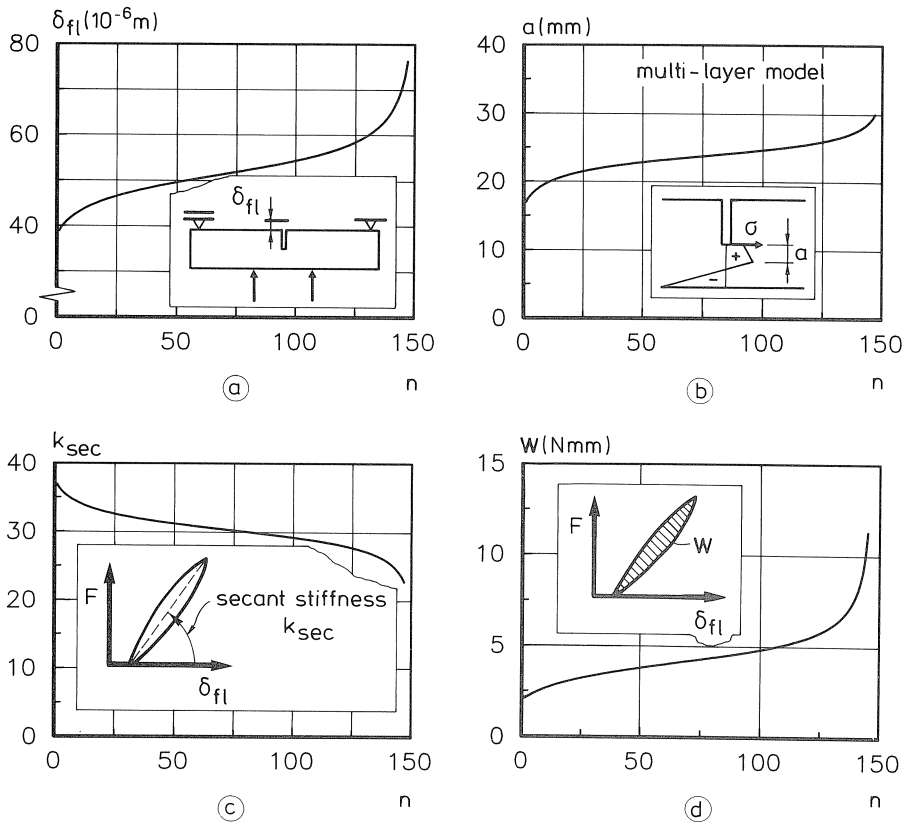 δfl (10⁻⁶m)
80
60
40
0
δfl
0 50 100 150
n
a
a (mm)
40
30
20
10
0
multi-layer model
σ
+
a
-
0 50 100 150
n
b
ksec
40
30
20
10
0
F
secant stiffness
ksec
δfl
0 50 100 150
n
c
W (Nmm)
15
10
5
0
F
W
δfl
0 50 100 150
n
d